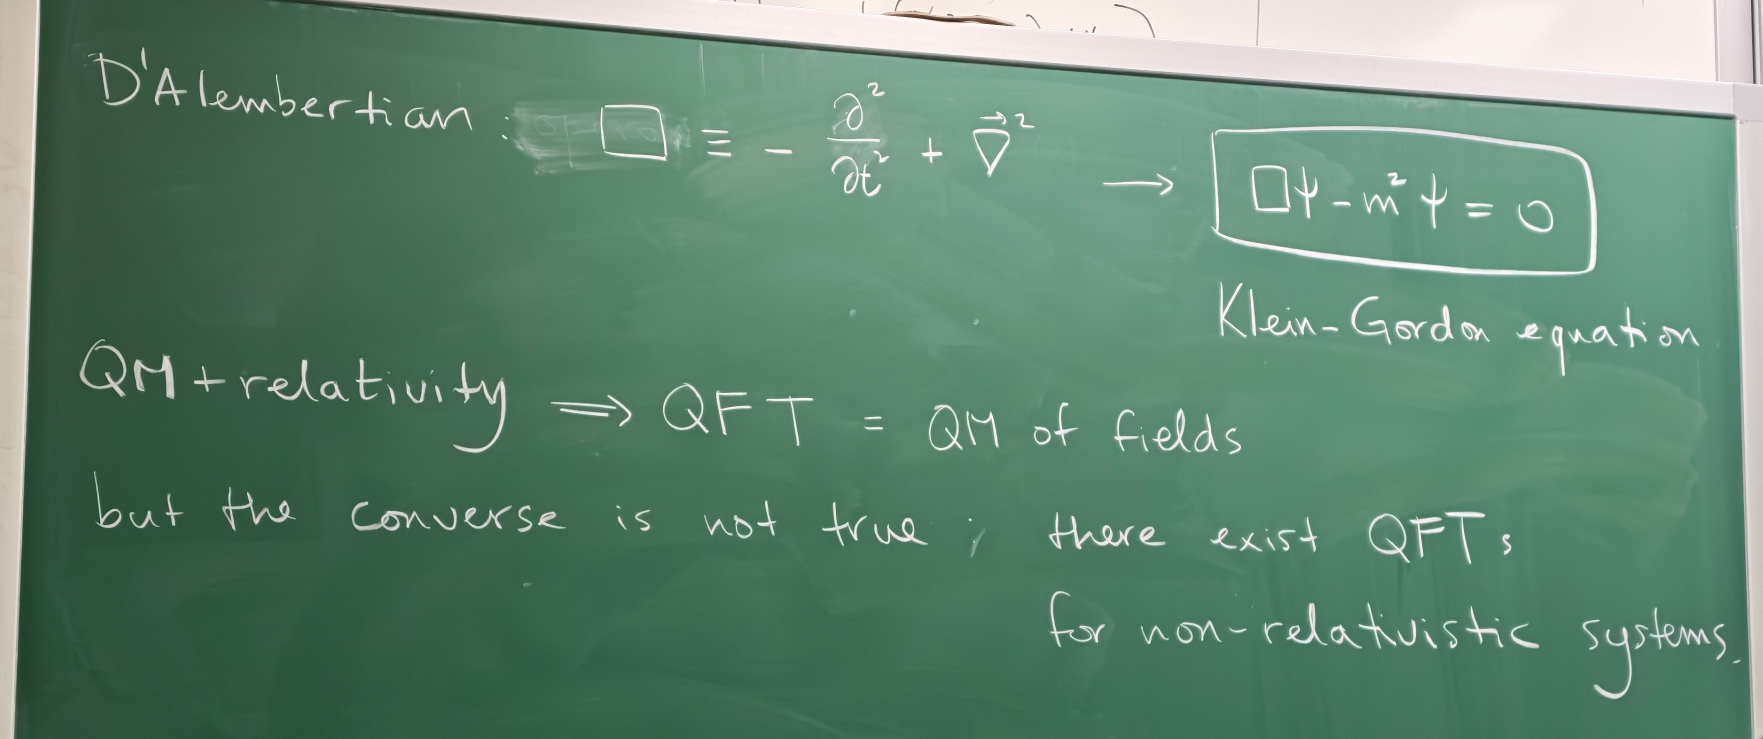 D'Alembertian : □ ≡ - ∂²/∂t² + ∇⃗² → □ψ - m²ψ = 0
Klein-Gordon equation
QM + relativity ⟹ QFT = QM of fields
but the converse is not true ; there exist QFTs
for non-relativistic systems.